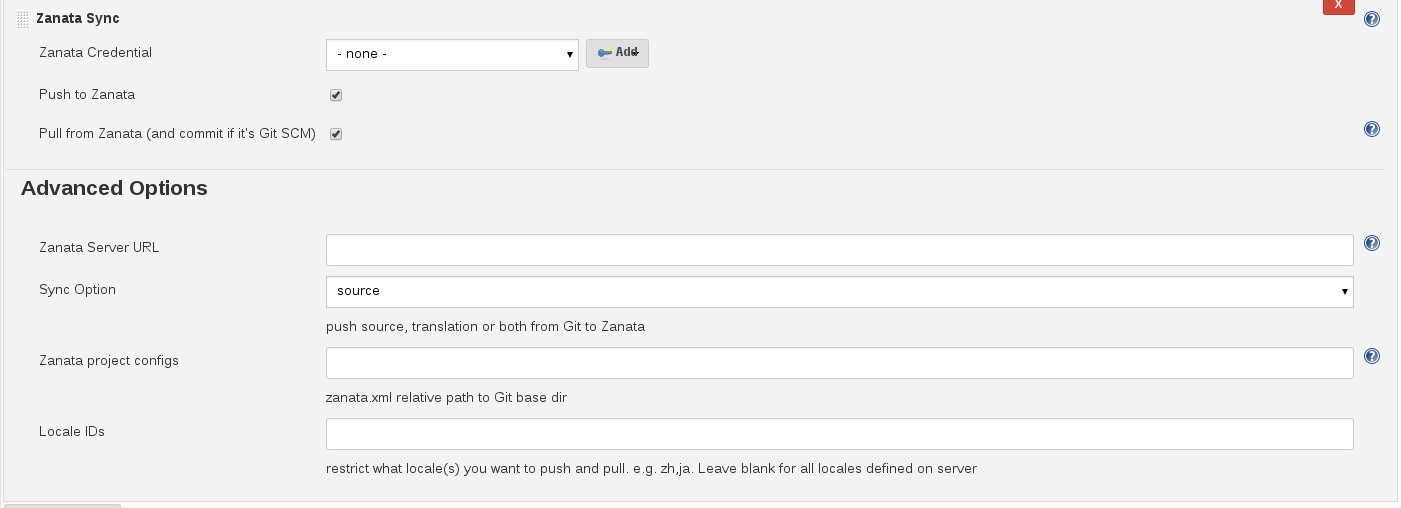 Zanata Sync
X
Zanata Credential
- none -
Add
Push to Zanata
Pull from Zanata (and commit if it's Git SCM)
Advanced Options
Zanata Server URL
Sync Option
source
push source, translation or both from Git to Zanata
Zanata project configs
zanata.xml relative path to Git base dir
Locale IDs
restrict what locale(s) you want to push and pull. e.g. zh,ja. Leave blank for all locales defined on server